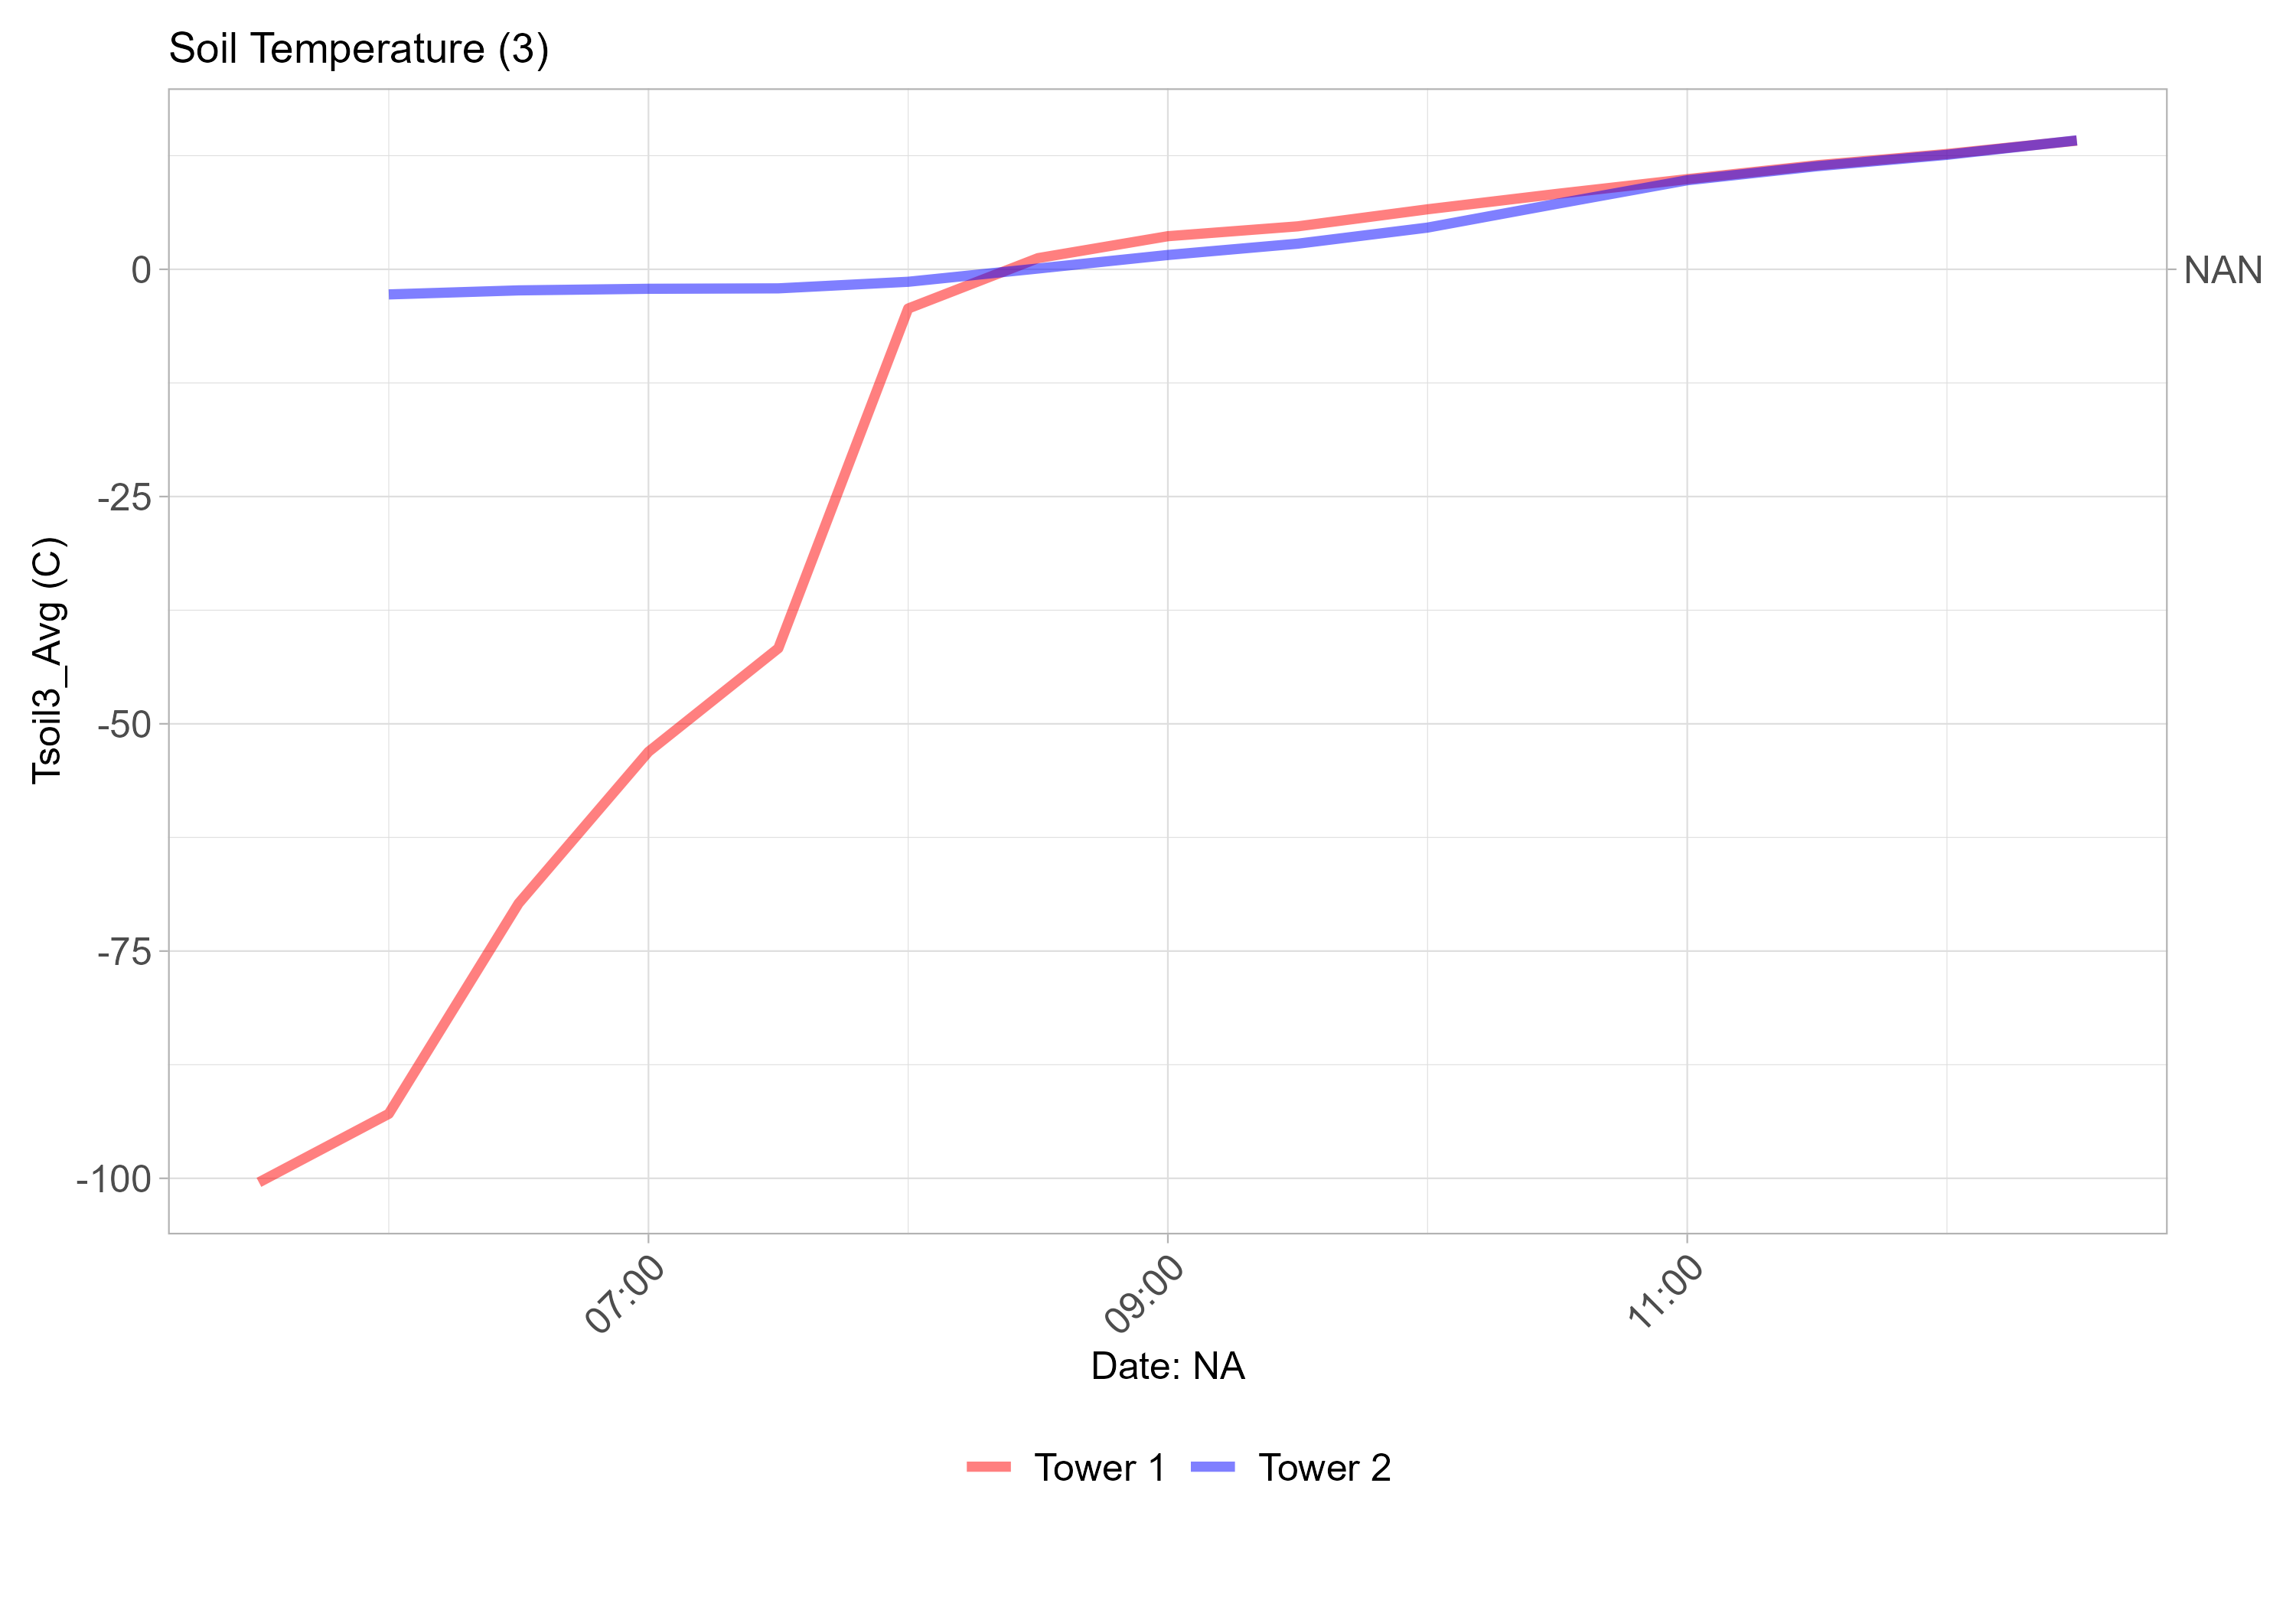 Soil Temperature (3)
Tsoil3_Avg (C)
0
-25
-50
-75
-100
NAN
07:00
09:00
11:00
Date: NA
Tower 1
Tower 2